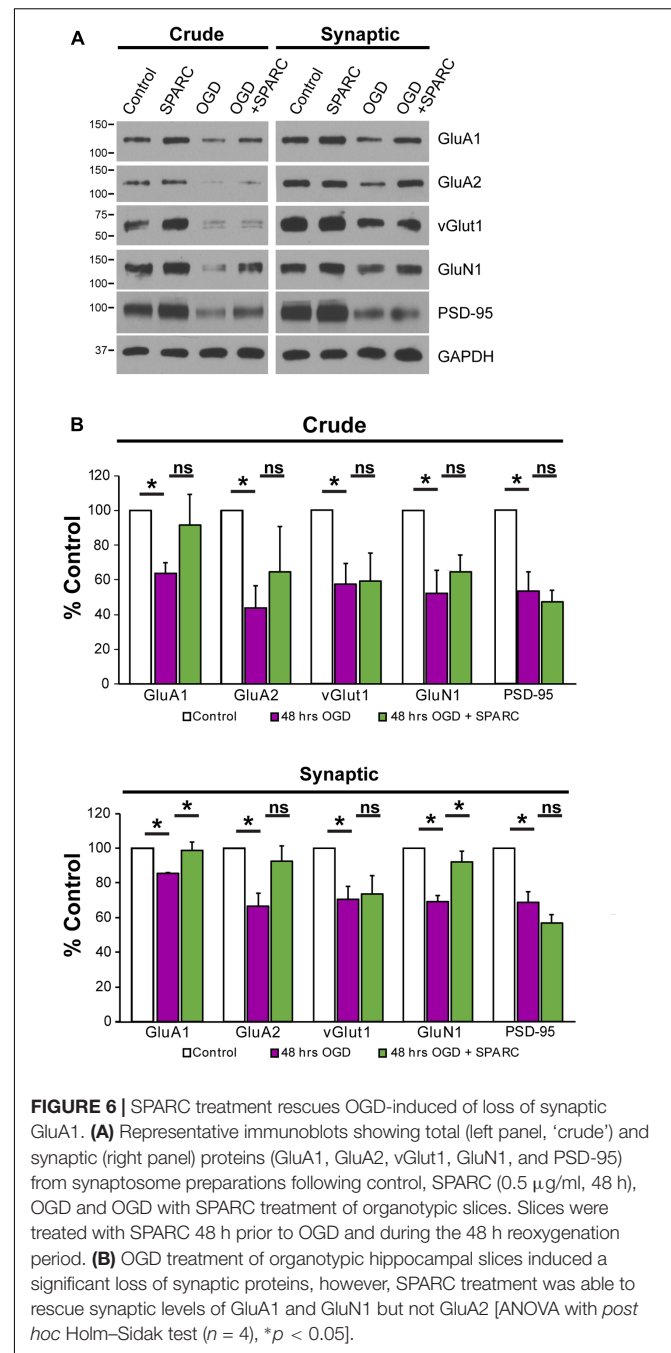 A
Crude Synaptic
Control SPARC OGD OGD +SPARC Control SPARC OGD OGD +SPARC
150-
100-
GluA1
150-
100-
GluA2
75-
50-
vGlut1
150-
100-
GluN1
100-
PSD-95
37-
GAPDH
B
Crude
* ns * ns * ns * ns * ns
120
100
80
60
40
20
0
% Control
GluA1 GluA2 vGlut1 GluN1 PSD-95
Control 48 hrs OGD 48 hrs OGD + SPARC
Synaptic
* * * ns * ns * * * ns
120
100
80
60
40
20
0
% Control
GluA1 GluA2 vGlut1 GluN1 PSD-95
Control 48 hrs OGD 48 hrs OGD + SPARC
FIGURE 6 | SPARC treatment rescues OGD-induced of loss of synaptic
GluA1. (A) Representative immunoblots showing total (left panel, ‘crude’) and
synaptic (right panel) proteins (GluA1, GluA2, vGlut1, GluN1, and PSD-95)
from synaptosome preparations following control, SPARC (0.5 μg/ml, 48 h),
OGD and OGD with SPARC treatment of organotypic slices. Slices were
treated with SPARC 48 h prior to OGD and during the 48 h reoxygenation
period. (B) OGD treatment of organotypic hippocampal slices induced a
significant loss of synaptic proteins, however, SPARC treatment was able to
rescue synaptic levels of GluA1 and GluN1 but not GluA2 [ANOVA with post
hoc Holm–Sidak test (n = 4), *p < 0.05].